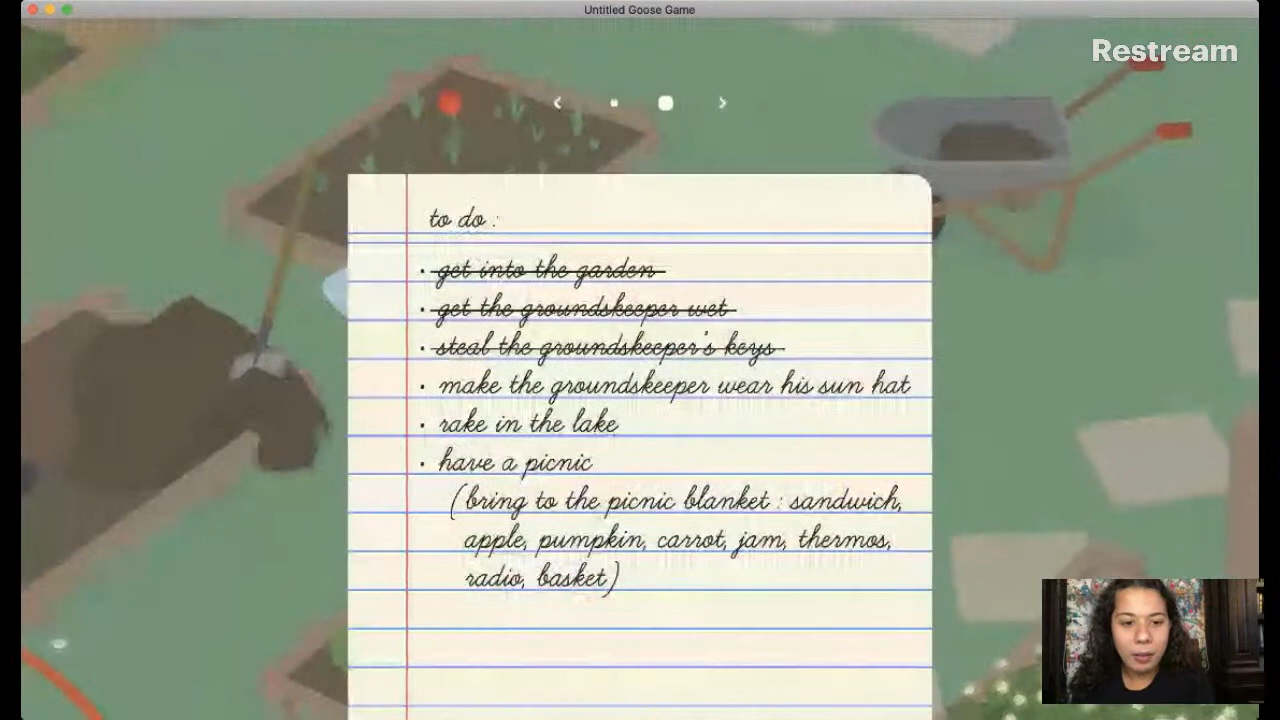 Untitled Goose Game
Restream
to do :
• get into the garden
• get the groundskeeper wet
• steal the groundskeeper's keys
• make the groundskeeper wear his sun hat
• rake in the lake
• have a picnic
(bring to the picnic blanket : sandwich,
apple, pumpkin, carrot, jam, thermos,
radio, basket)